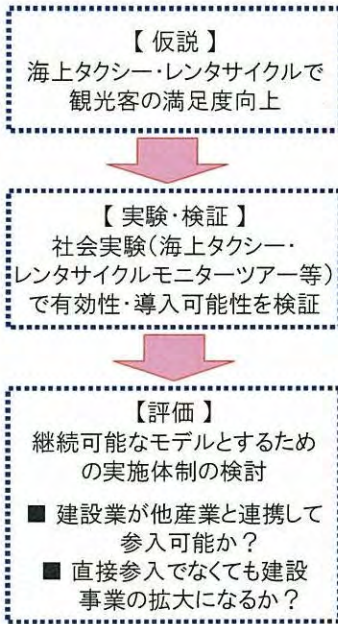 【 仮説 】
海上タクシー・レンタサイクルで
観光客の満足度向上
【 実験・検証 】
社会実験（海上タクシー・
レンタサイクルモニターツアー等）
で有効性・導入可能性を検証
【評価 】
継続可能なモデルとするため
の実施体制の検討
■ 建設業が他産業と連携して
参入可能か？
■ 直接参入でなくても建設
事業の拡大になるか？